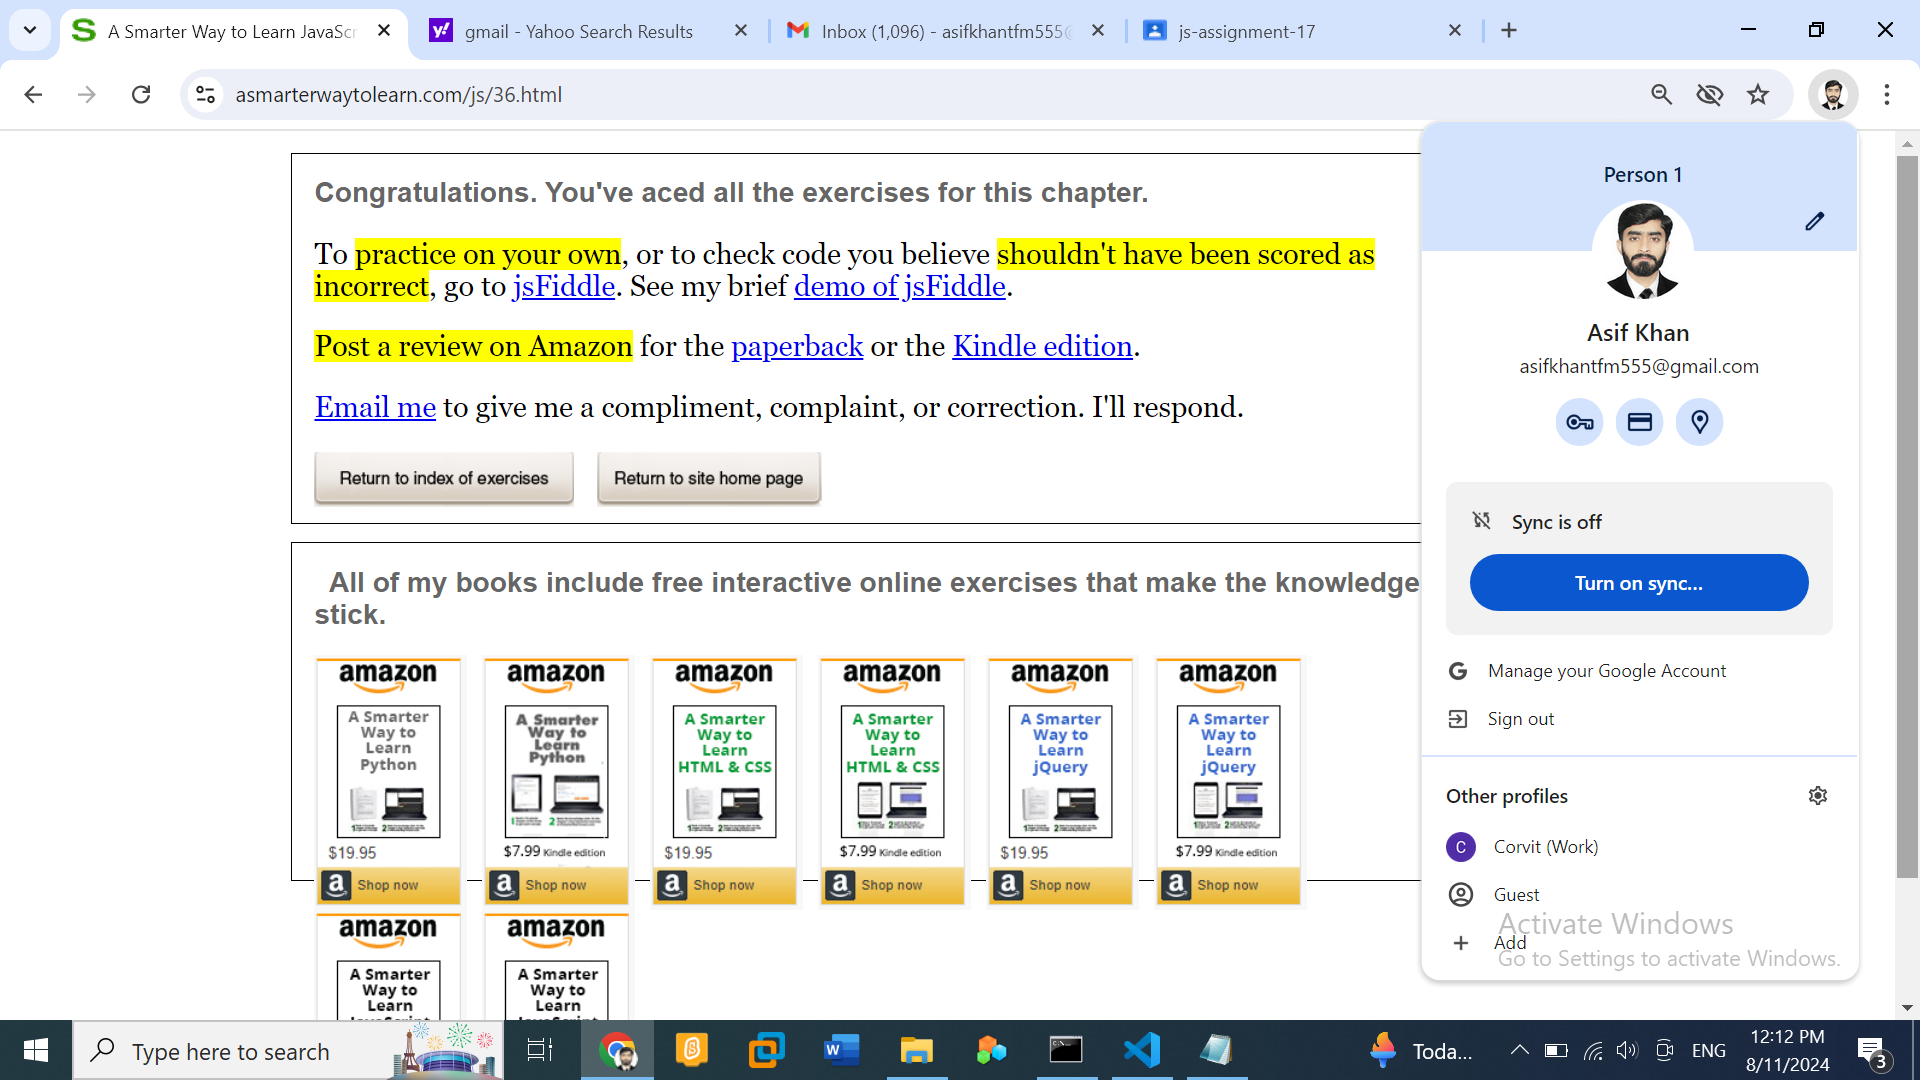 A Smarter Way to Learn JavaScr
gmail - Yahoo Search Results
Inbox (1,096) - asifkhantfm555@
js-assignment-17
asmarterwaytolearn.com/js/36.html
Congratulations. You've aced all the exercises for this chapter.
To practice on your own, or to check code you believe shouldn't have been scored as
incorrect, go to jsFiddle. See my brief demo of jsFiddle.
Post a review on Amazon for the paperback or the Kindle edition.
Email me to give me a compliment, complaint, or correction. I'll respond.
Return to index of exercises
Return to site home page
All of my books include free interactive online exercises that make the knowledge
stick.
amazon
A Smarter
Way to
Learn
Python
$19.95
Shop now
amazon
A Smarter
Way to
Learn
Python
$7.99 Kindle edition
Shop now
amazon
A Smarter
Way to
Learn
HTML & CSS
$19.95
Shop now
amazon
A Smarter
Way to
Learn
HTML & CSS
$7.99 Kindle edition
Shop now
amazon
A Smarter
Way to
Learn
jQuery
$19.95
Shop now
amazon
A Smarter
Way to
Learn
jQuery
$7.99 Kindle edition
Shop now
amazon
A Smarter
Way to
Learn
JavaScript
amazon
A Smarter
Way to
Learn
JavaScript
Person 1
Asif Khan
asifkhantfm555@gmail.com
Sync is off
Turn on sync...
Manage your Google Account
Sign out
Other profiles
C
Corvit (Work)
Guest
Add
Activate Windows
Go to Settings to activate Windows.
Type here to search
Toda...
ENG
12:12 PM
8/11/2024
3